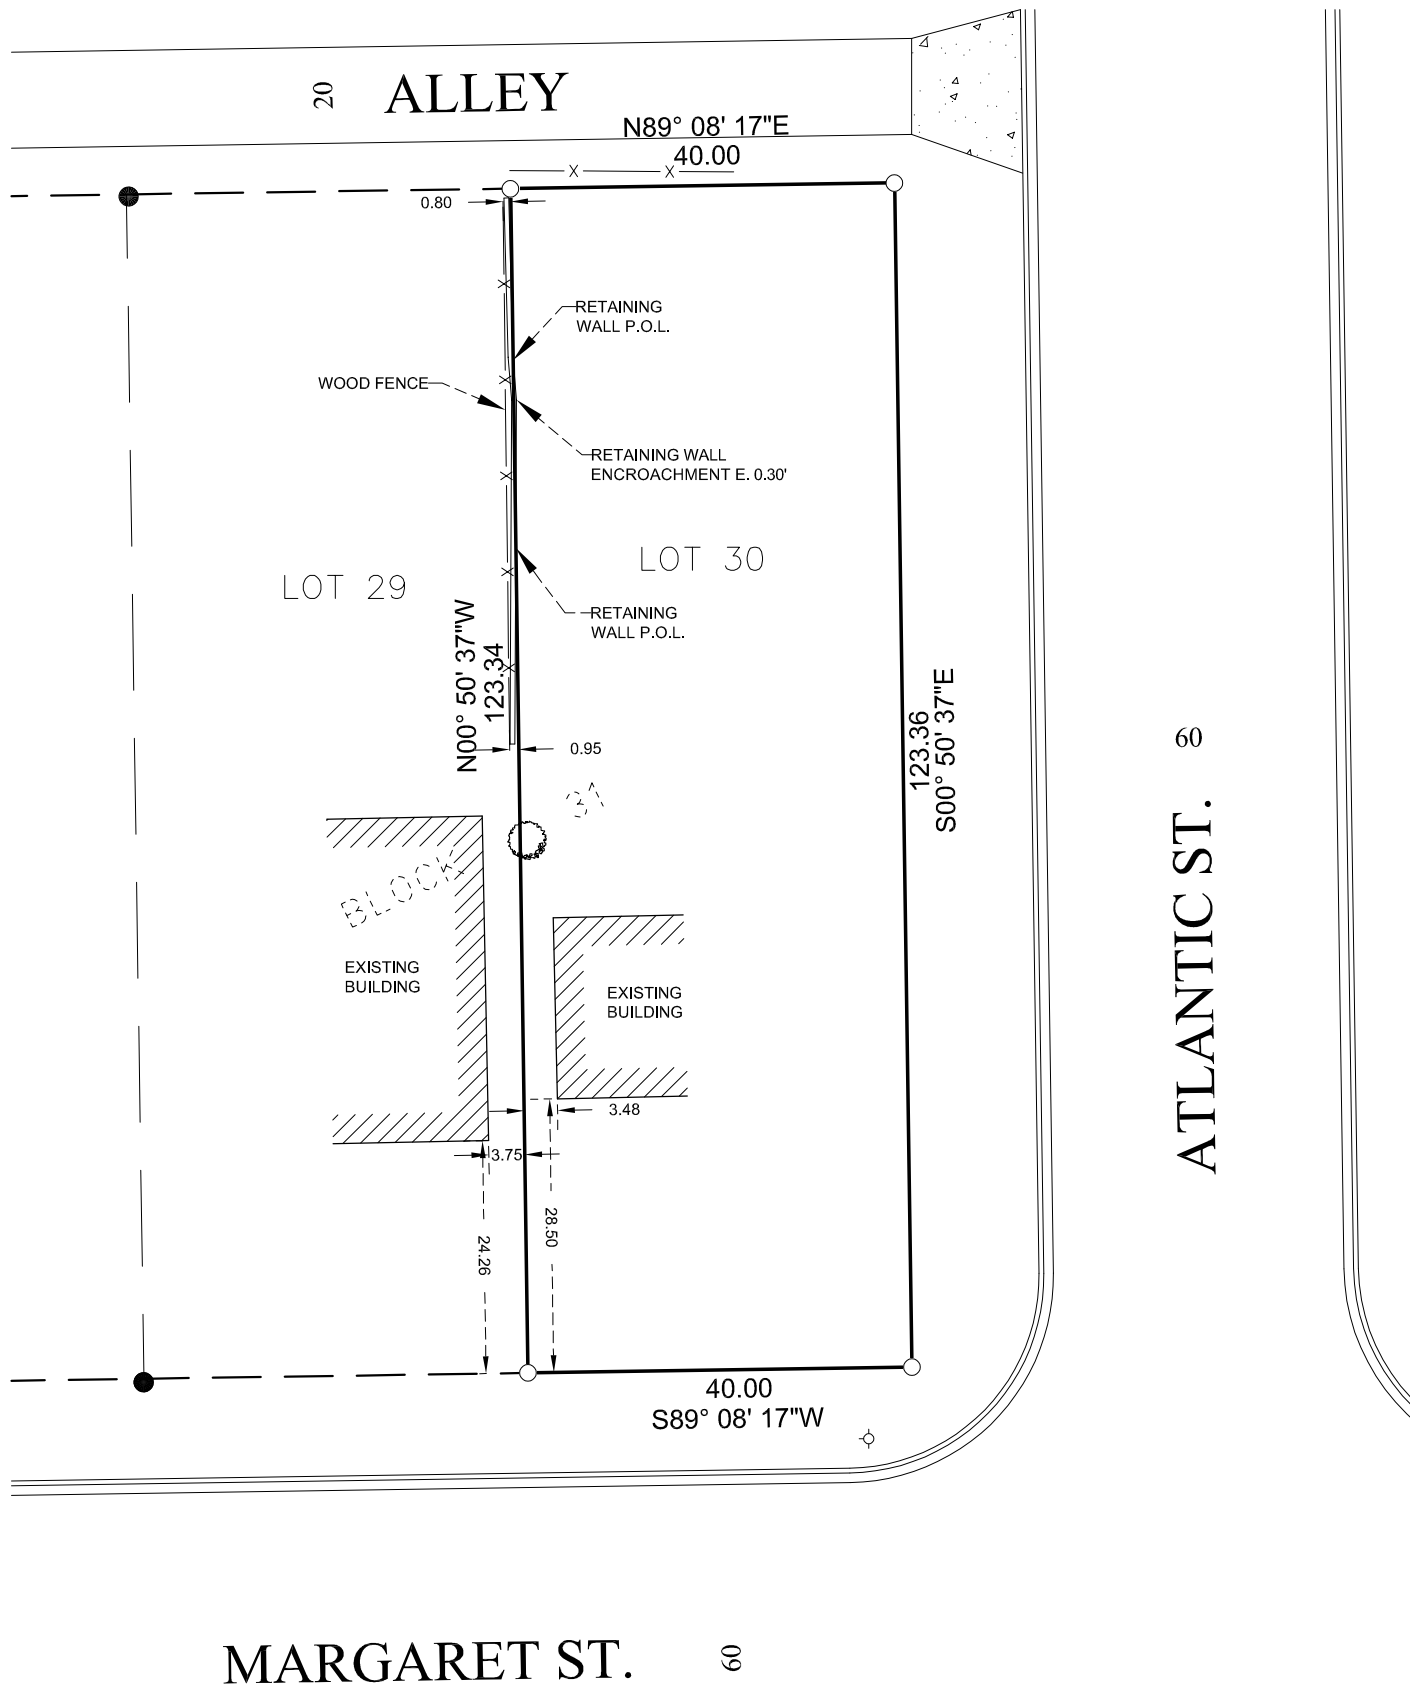 20
ALLEY
N89° 08' 17"E
40.00
X X
0.80
X
RETAINING
WALL P.O.L.
WOOD FENCE
X
RETAINING WALL
ENCROACHMENT E. 0.30'
X
LOT 29
LOT 30
X
RETAINING
WALL P.O.L.
N00° 50' 37"W
123.34
X
123.36
S00° 50' 37"E
60
0.95
BLOCK 31
ATLANTIC ST.
EXISTING
BUILDING
EXISTING
BUILDING
3.48
3.75
28.50
24.26
40.00
S89° 08' 17"W
MARGARET ST.
60